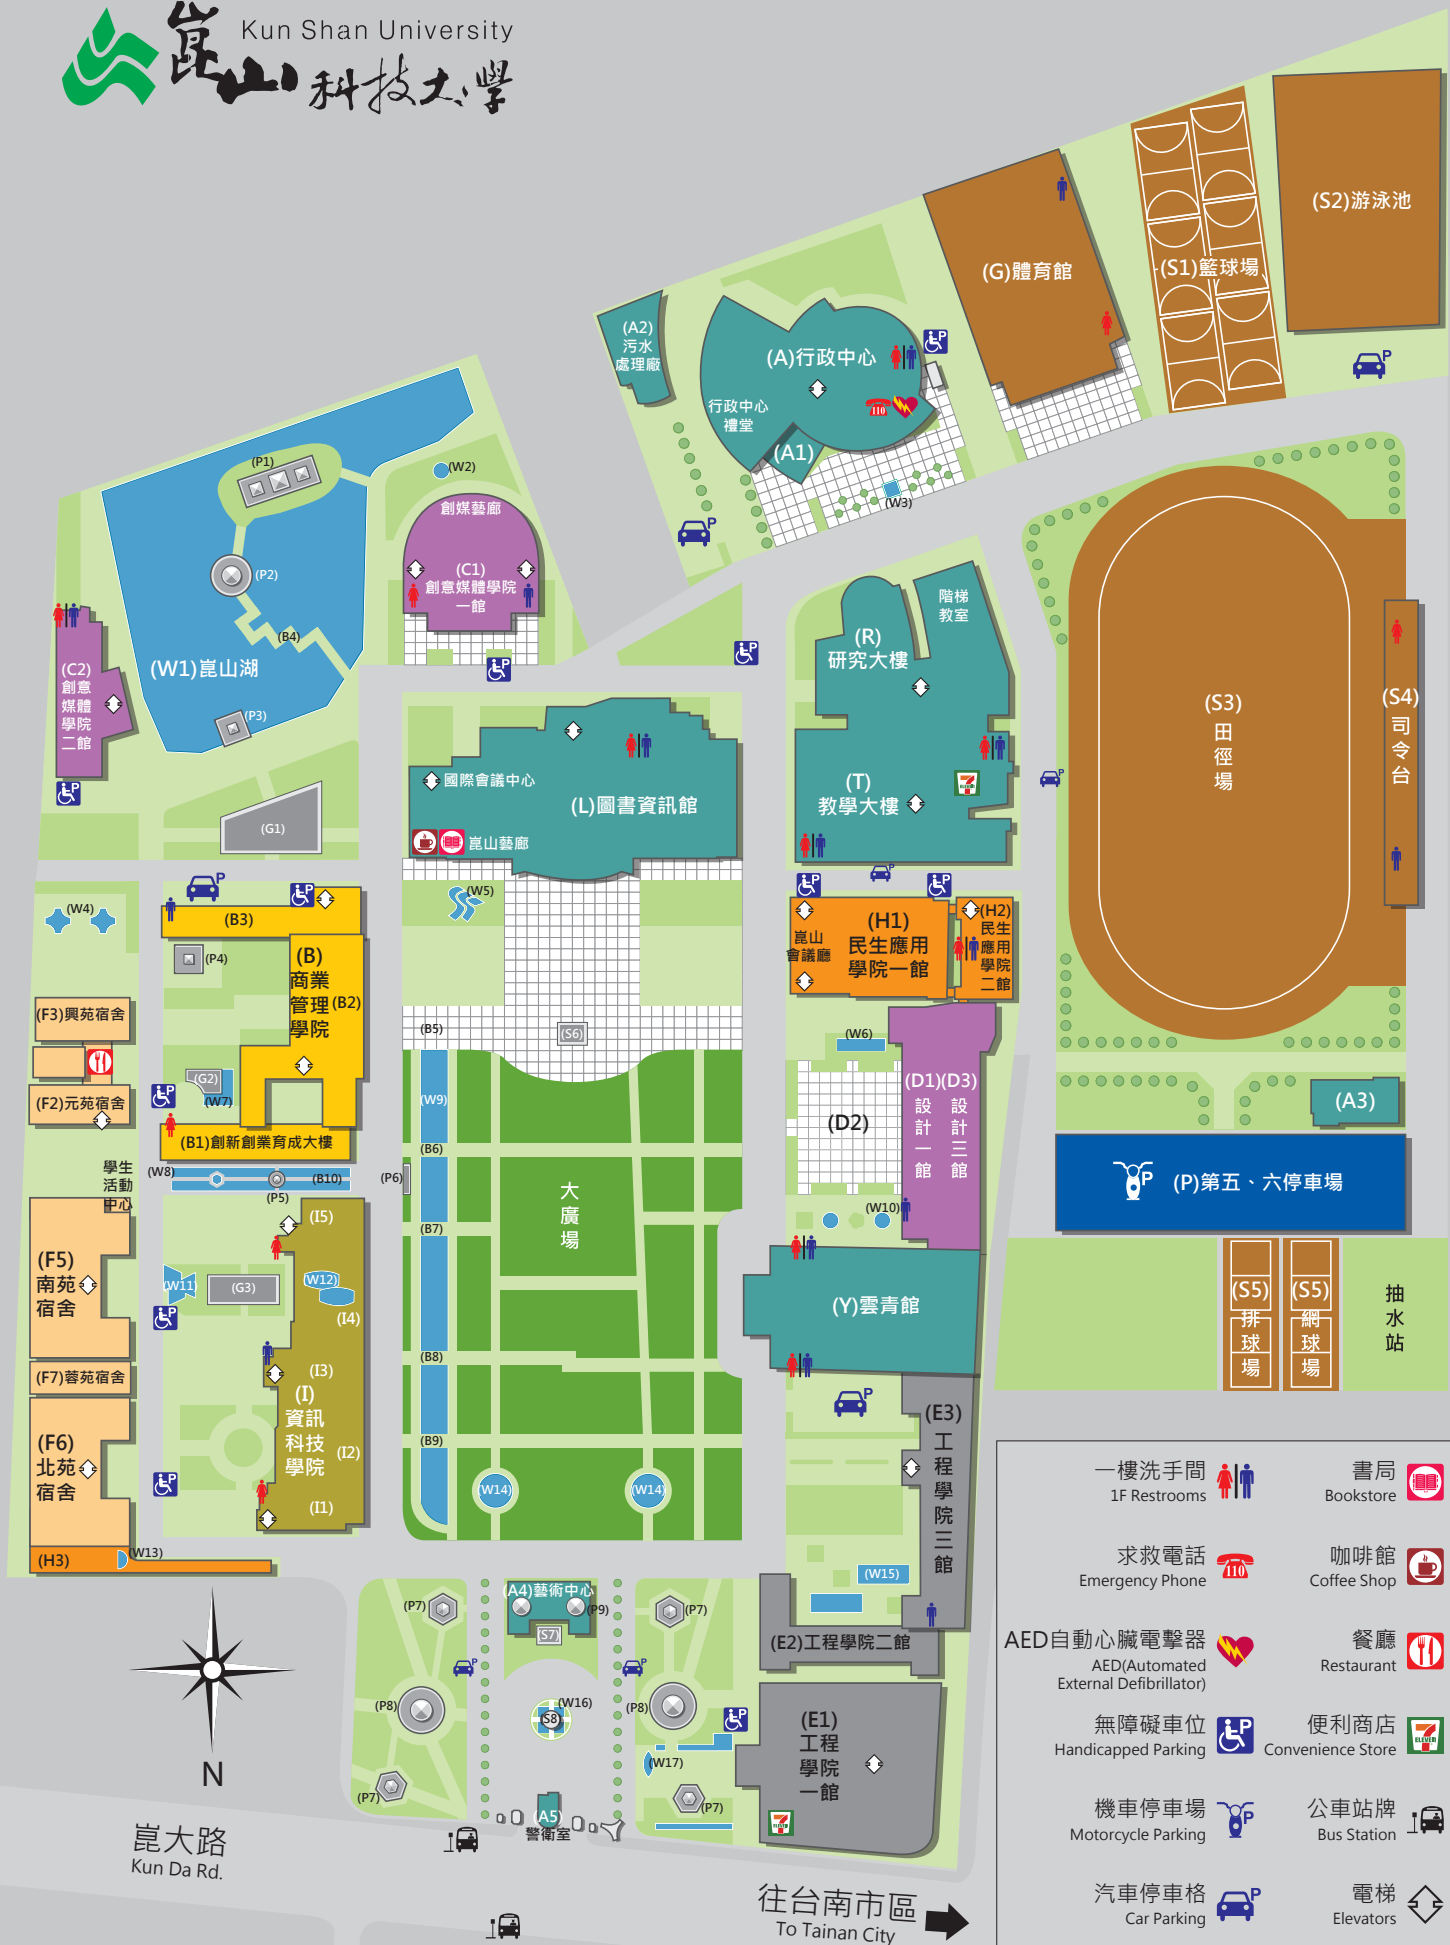 Kun Shan University
崑山科技大學
(S2)游泳池
(S1)籃球場
(G)體育館
(A2)
污水
處理廠
(A)行政中心
行政中心
禮堂
110
(A1)
(W3)
(P1)
(W2)
創媒藝廊
(C1)
創意媒體學院
一館
(P2)
(B4)
(W1)崑山湖
(P3)
(C2)
創意
媒體
學院
二館
階梯
教室
(R)
研究大樓
(S3)
田
徑
場
(S4)
司
令
台
(T)
教學大樓
國際會議中心
(L)圖書資訊館
崑山藝廊
(G1)
(W5)
(W4)
(B3)
(P4)
(B)
商業
管理
學院
(B2)
(H1)
民生應用
學院一館
崑山
會議廳
(H2)
民生
應用
學院
二館
(F3)興苑宿舍
(F2)元苑宿舍
(G2)
(W7)
(B5)
(S6)
(W6)
(D1)
設
計
一
館
(D3)
設
計
三
館
(D2)
(A3)
(W9)
(B1)創新創業育成大樓
(B6)
學生
活動
中心
(W8)
(P5)
(B10)
(P6)
(P)第五、六停車場
大
廣
場
(B7)
(W10)
(I5)
(F5)
南苑
宿舍
(W11)
(G3)
(W12)
(I4)
(Y)雲青館
(S5)
排
球
場
(S5)
網
球
場
抽
水
站
(F7)蓉苑宿舍
(B8)
(I3)
(I)
資訊
科技
學院
(I2)
(I1)
(F6)
北苑
宿舍
(B9)
(W14)
(W14)
(E3)
工
程
學
院
三
館
(H3)
(W13)
(W15)
(P7)
(A4)藝術中心
(P9)
(S7)
(P7)
(E2)工程學院二館
(P8)
(W16)
(S8)
(P8)
(W17)
(E1)
工程
學院
一館
(P7)
(P7)
(A5)
警衛室
N
崑大路
Kun Da Rd.
往台南市區
To Tainan City
一樓洗手間
1F Restrooms
書局
Bookstore
求救電話
Emergency Phone
110
咖啡館
Coffee Shop
AED自動心臟電擊器
AED(Automated
External Defibrillator)
餐廳
Restaurant
無障礙車位
Handicapped Parking
便利商店
Convenience Store
7 ELEVEn
機車停車場
Motorcycle Parking
公車站牌
Bus Station
汽車停車格
Car Parking
電梯
Elevators